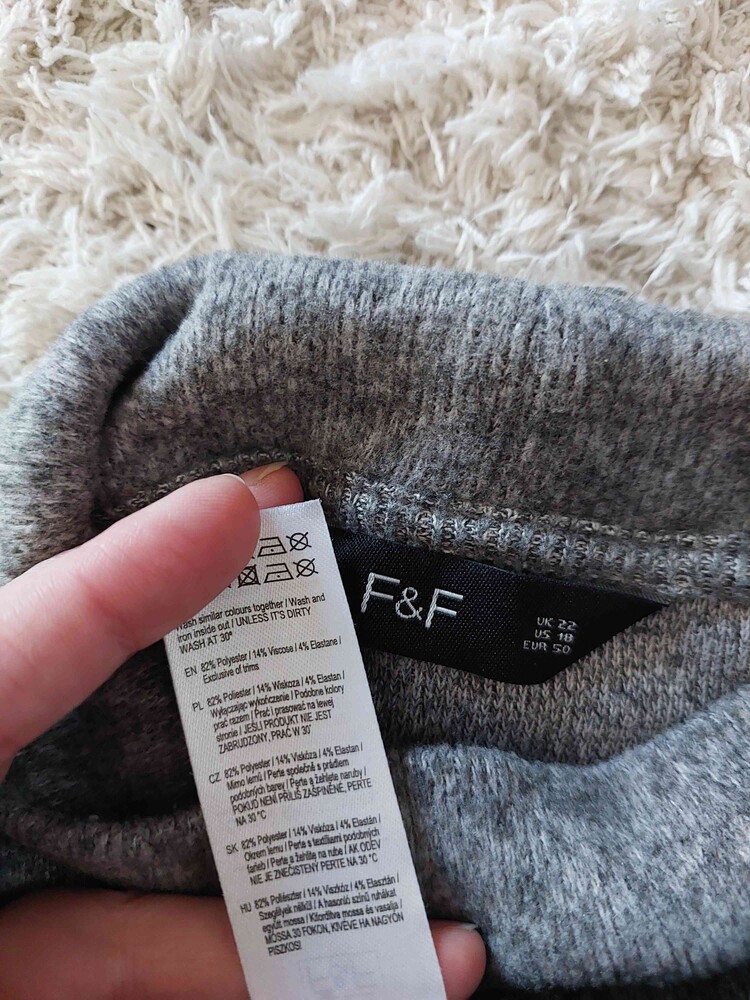 F&F
UK 22
US 18
EUR 50
Wash similar colours together / Wash and
iron inside out / UNLESS IT'S DIRTY
WASH AT 30°
EN 82% Polyester / 14% Viscose / 4% Elastane /
Exclusive of trims
PL 82% Poliester / 14% Wiskoza / 4% Elastan /
Wyłączając wykończenie / Podobne kolory
prać razem / Prać i prasować na lewej
stronie / JEŚLI PRODUKT NIE JEST
ZABRUDZONY, PRAĆ W 30°
CZ 82% Polyester / 14% Viskóza / 4% Elastan /
Mimo lemů / Perte společně s prádlem
podobných barev / Perte a žehlete naruby /
POKUD NENÍ PŘÍLIŠ ZAŠPINĚNÉ, PERTE
NA 30 °C
SK 82% Polyester / 14% Viskóza / 4% Elastán /
Okrem lemu / Perte s textíliami podobných
farieb / Perte a žehlite na rube / AK ODEV
NIE JE ZNEČISTENÝ PERTE NA 30 °C
HU 82% Poliészter / 14% Viszkóz / 4% Elasztán /
Szegélyek nélkül / A hasonló színű ruhákat
együtt mossa / Kifordítva mossa és vasalja /
MOSSA 30 FOKON, KIVÉVE HA NAGYON
PISZKOS!